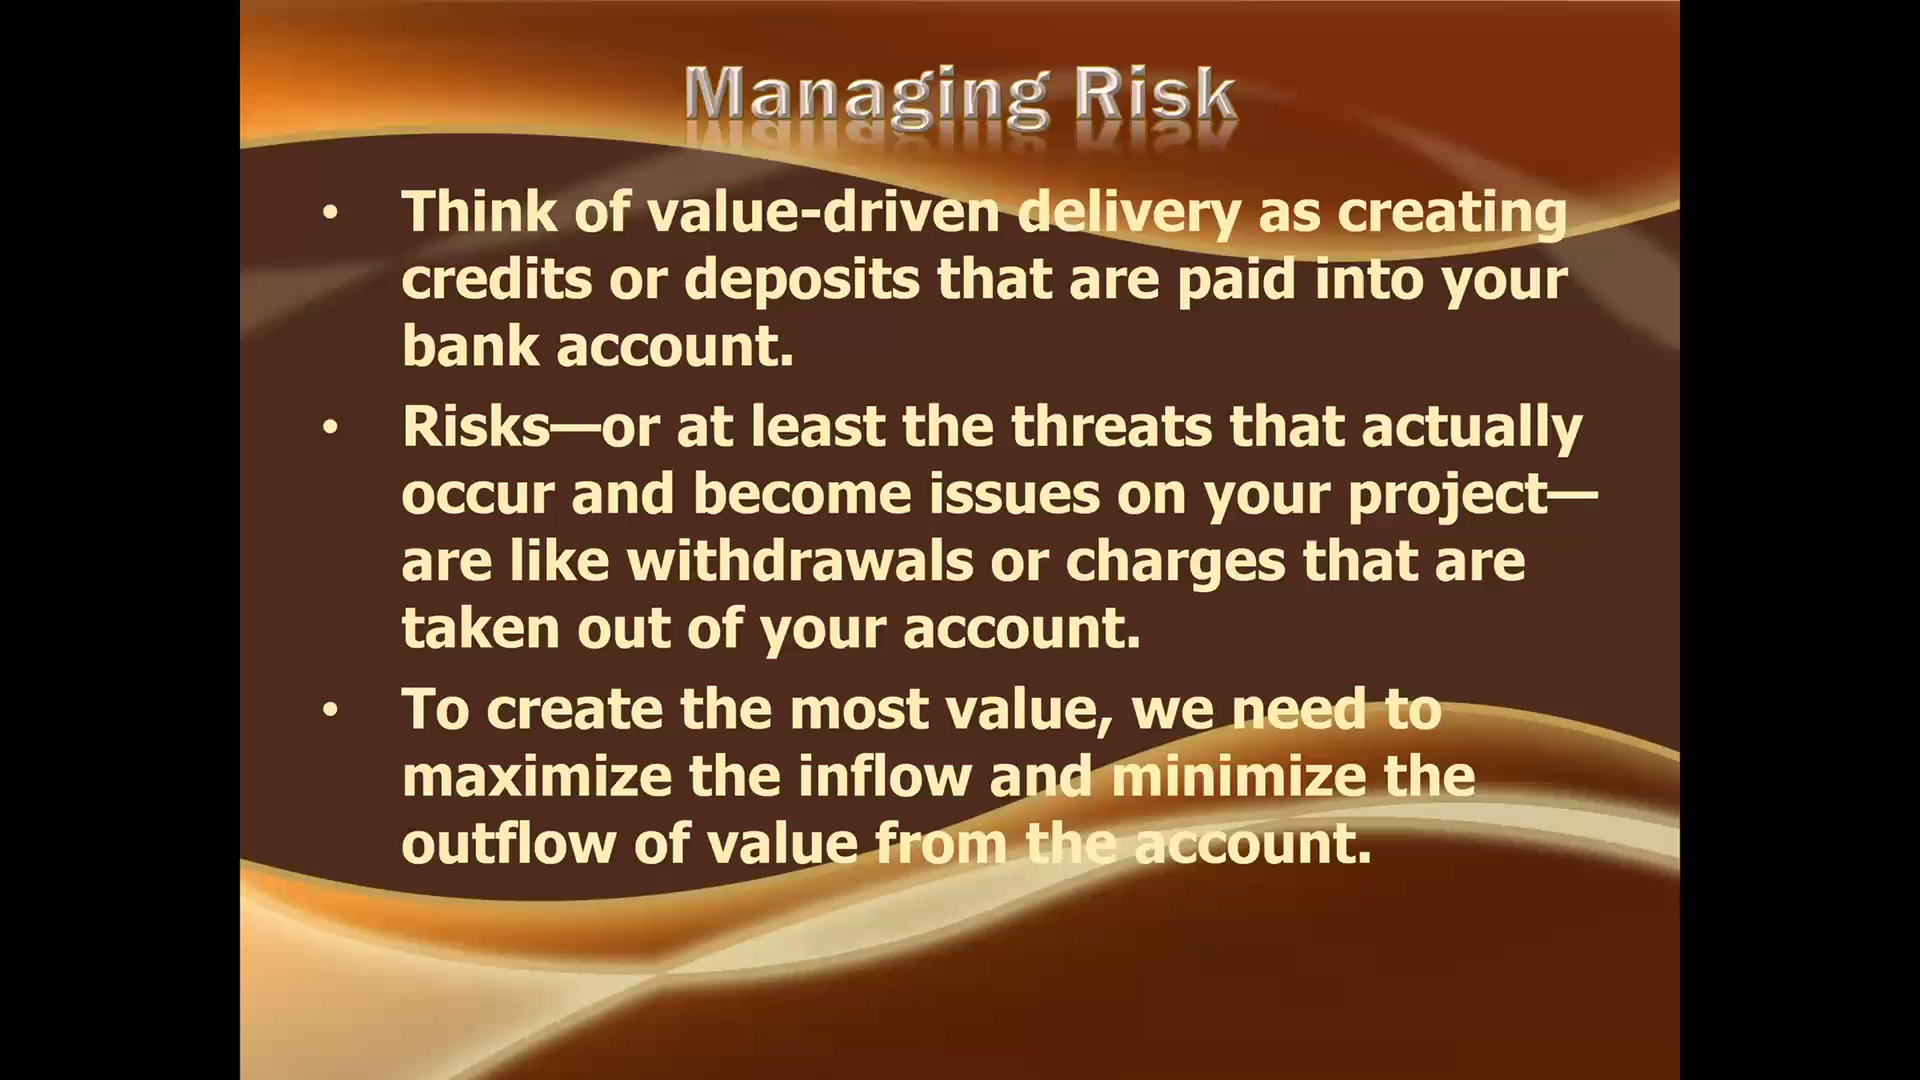 Managing Risk
• Think of value-driven delivery as creating
credits or deposits that are paid into your
bank account.
• Risks—or at least the threats that actually
occur and become issues on your project—
are like withdrawals or charges that are
taken out of your account.
• To create the most value, we need to
maximize the inflow and minimize the
outflow of value from the account.